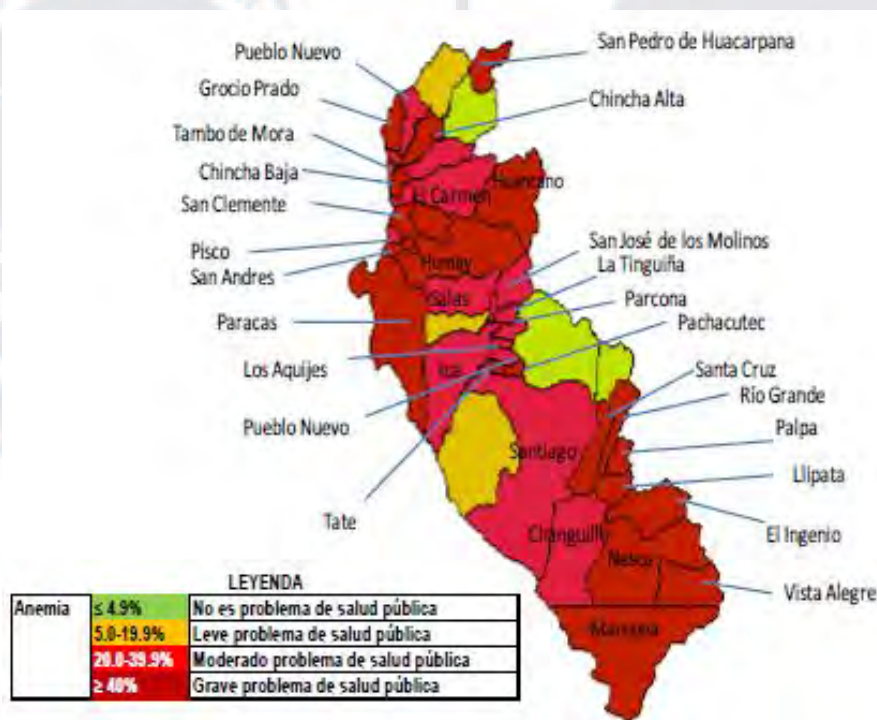 Pueblo Nuevo
San Pedro de Huacarpana
Grocio Prado
Chincha Alta
Tambo de Mora
Chincha Baja
Huancano
El Carmen
San Clemente
San José de los Molinos
Pisco
La Tinguiña
San Andres
Humay
Salas
Parcona
Paracas
Pachacutec
Los Aquijes
Ica
Santa Cruz
Río Grande
Pueblo Nuevo
Palpa
Santiago
Llipata
Tate
Changuillo
El Ingenio
Nasca
Vista Alegre
Marcona
LEYENDA
Anemia ≤ 4.9% No es problema de salud pública
5.0-19.9% Leve problema de salud pública
20.0-39.9% Moderado problema de salud pública
≥ 40% Grave problema de salud pública